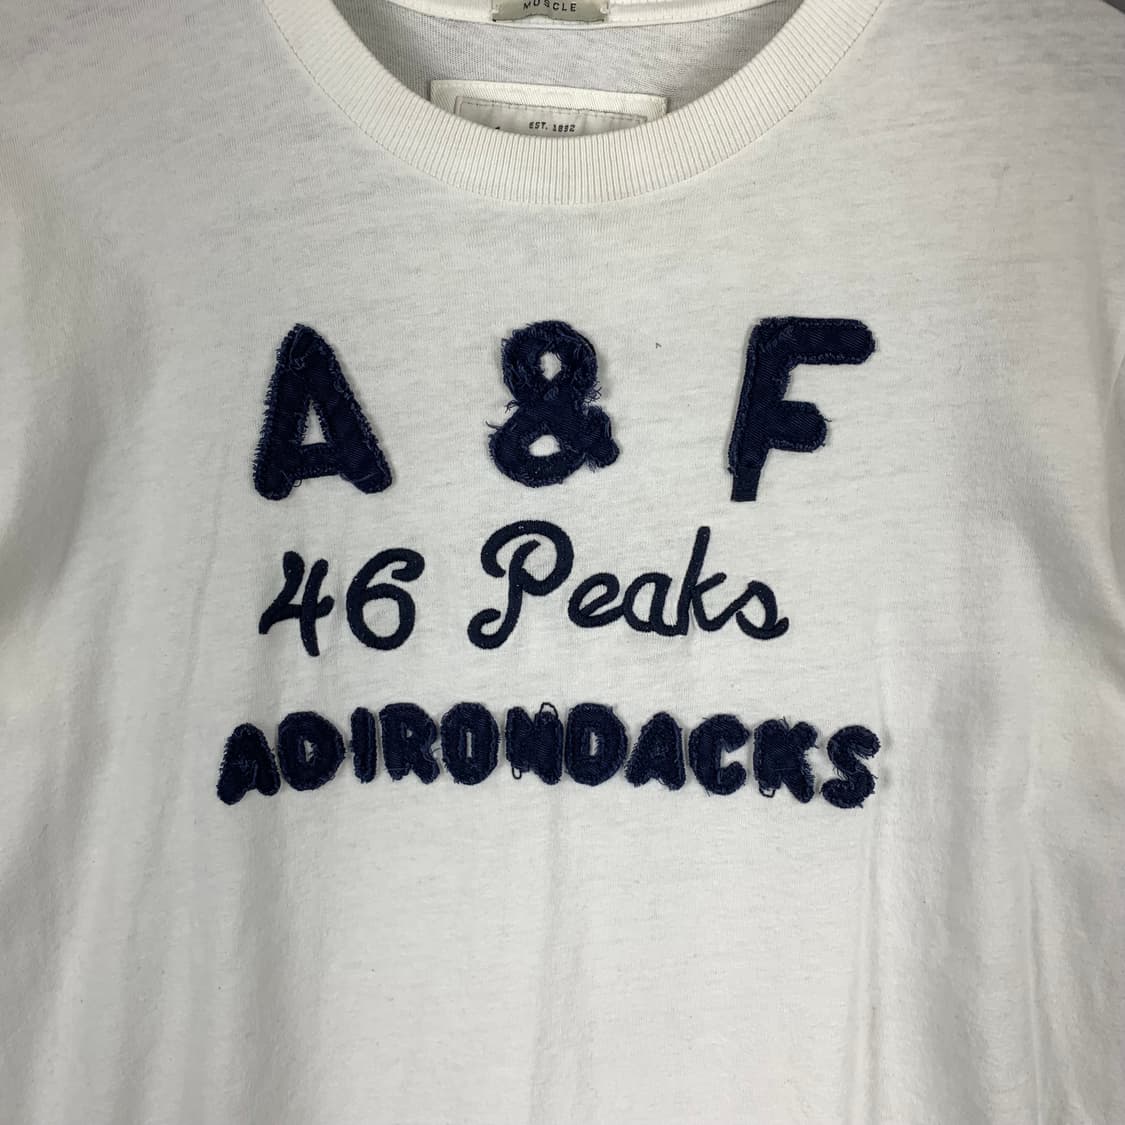 MUSCLE
EST. 1892
A & F
46 Peaks
ADIRONDACKS